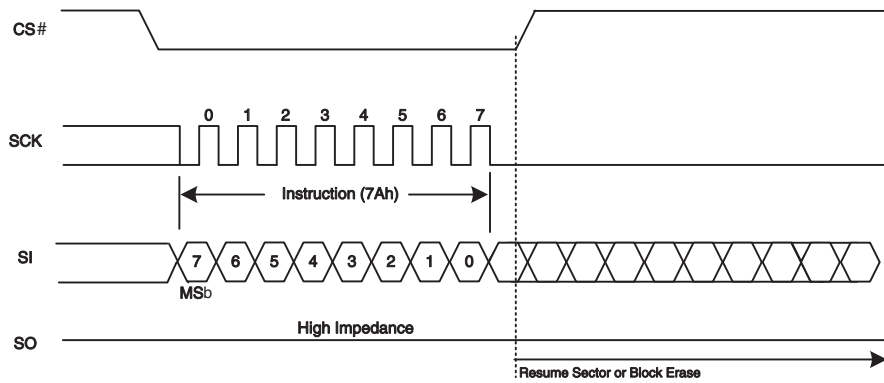 CS#
SCK
0 1 2 3 4 5 6 7
Instruction (7Ah)
SI
7 6 5 4 3 2 1 0
MSb
High Impedance
SO
Resume Sector or Block Erase